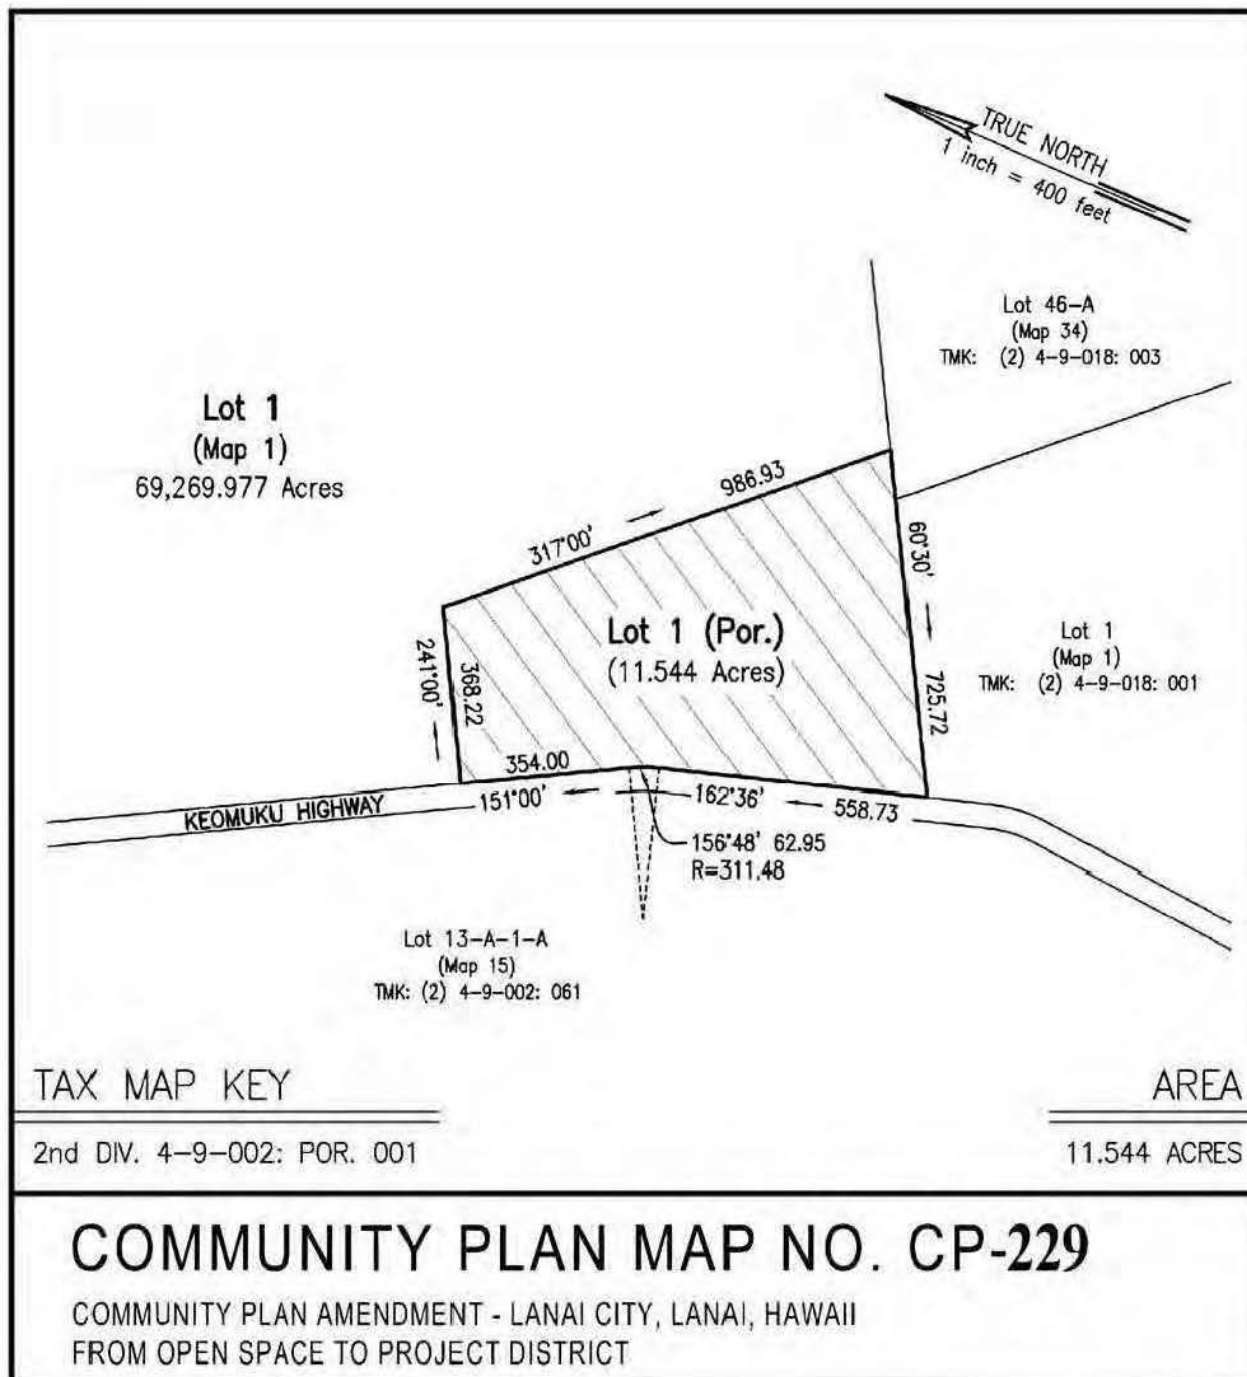 TRUE NORTH
1 inch = 400 feet
Lot 46-A
(Map 34)
TMK: (2) 4-9-018: 003
Lot 1
(Map 1)
69,269.977 Acres
986.93
317°00'
60°30'
Lot 1 (Por.)
(11.544 Acres)
Lot 1
(Map 1)
TMK: (2) 4-9-018: 001
241°00'
368.22
725.72
354.00
KEOMUKU HIGHWAY
151°00'
162°36'
558.73
156°48' 62.95
R=311.48
Lot 13-A-1-A
(Map 15)
TMK: (2) 4-9-002: 061
TAX MAP KEY
AREA
2nd DIV. 4-9-002: POR. 001
11.544 ACRES
COMMUNITY PLAN MAP NO. CP-229
COMMUNITY PLAN AMENDMENT - LANAI CITY, LANAI, HAWAII
FROM OPEN SPACE TO PROJECT DISTRICT